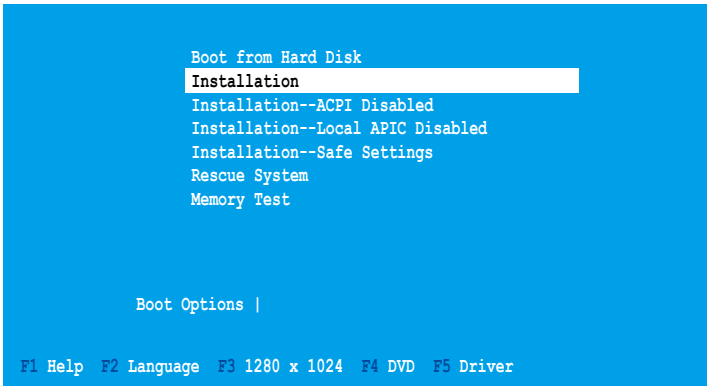 Boot from Hard Disk
Installation
Installation--ACPI Disabled
Installation--Local APIC Disabled
Installation--Safe Settings
Rescue System
Memory Test
Boot Options |
F1 Help F2 Language F3 1280 x 1024 F4 DVD F5 Driver